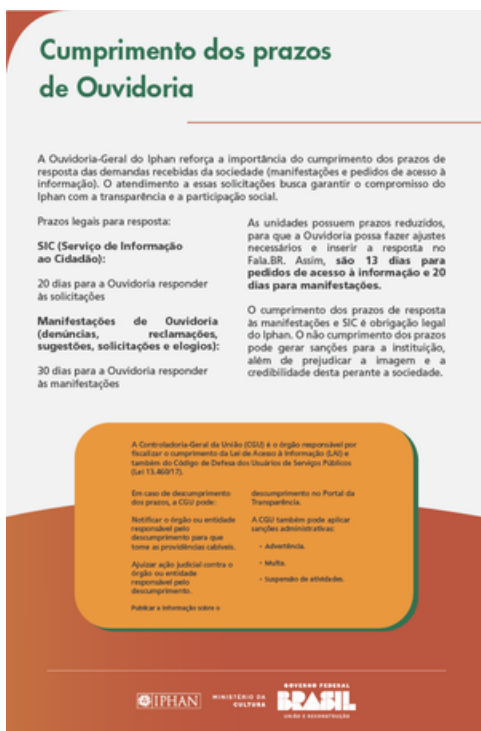 Cumprimento dos prazos
de Ouvidoria
A Ouvidoria-Geral do Iphan reforça a importância do cumprimento dos prazos de
resposta das demandas recebidas da sociedade (manifestações e pedidos de acesso à
informação). O atendimento a essas solicitações busca garantir o compromisso do
Iphan com a transparência e a participação social.
Prazos legais para resposta:
SIC (Serviço de Informação
ao Cidadão):
20 dias para a Ouvidoria responder
às solicitações
Manifestações de Ouvidoria
(denúncias, reclamações,
sugestões, solicitações e elogios):
30 dias para a Ouvidoria responder
às manifestações
As unidades possuem prazos reduzidos,
para que a Ouvidoria possa fazer ajustes
necessários e inserir a resposta no
Fala.BR. Assim, são 13 dias para
pedidos de acesso à informação e 20
dias para manifestações.
O cumprimento dos prazos de resposta
às manifestações e SIC é obrigação legal
do Iphan. O não cumprimento dos prazos
pode gerar sanções para a instituição,
além de prejudicar a imagem e a
credibilidade desta perante a sociedade.
A Controladoria-Geral da União (CGU) é o órgão responsável por
fiscalizar o cumprimento da Lei de Acesso à Informação (LAI) e
também do Código de Defesa dos Usuários de Serviços Públicos
(Lei 13.460/17).
Em caso de descumprimento
dos prazos, a CGU pode:
Notificar o órgão ou entidade
responsável pelo
descumprimento para que
tome as providências cabíveis.
Ajuizar ação judicial contra o
órgão ou entidade
responsável pelo
descumprimento.
Publicar a informação sobre o
descumprimento no Portal da
Transparência.
A CGU também pode aplicar
sanções administrativas:
• Advertência.
• Multa.
• Suspensão de atividades.
IPHAN
MINISTÉRIO DA
CULTURA
GOVERNO FEDERAL
BRASIL
UNIÃO E RECONSTRUÇÃO